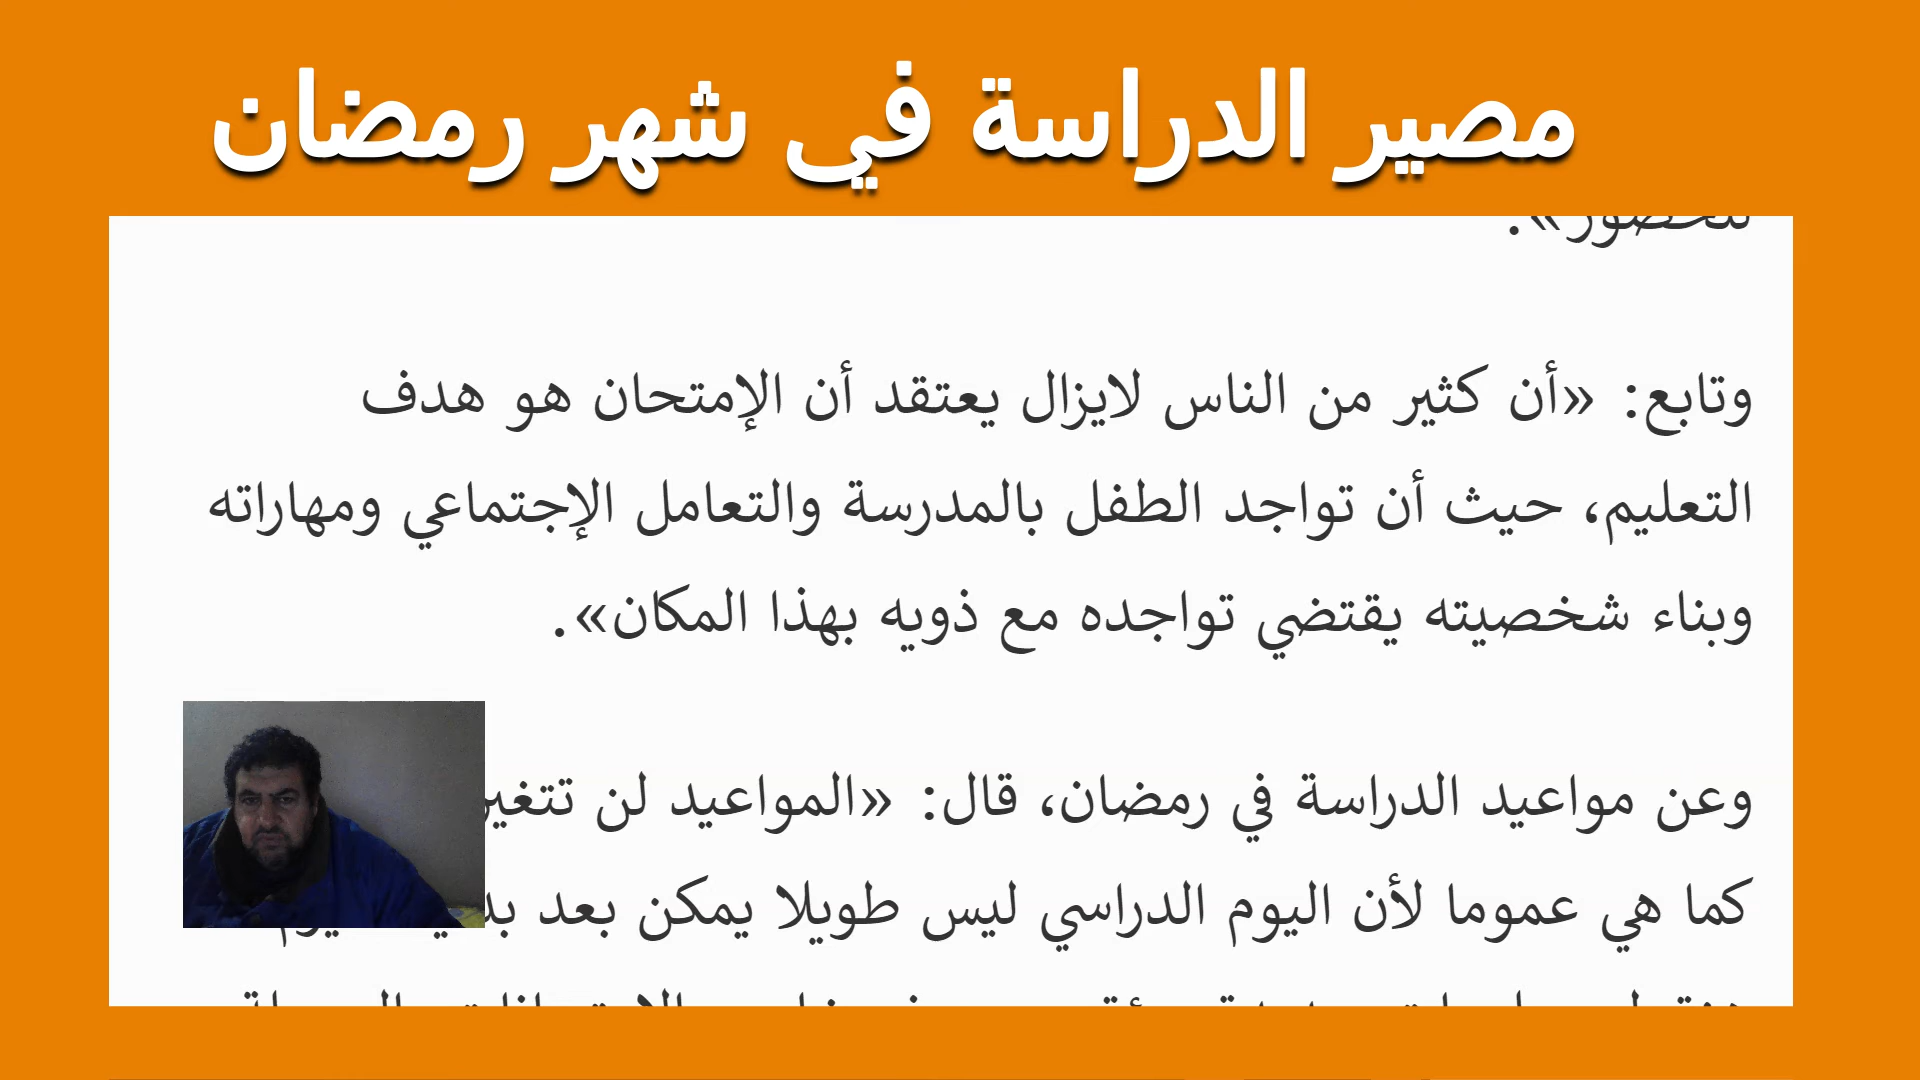 مصير الدراسة في شهر رمضان
للحضور».
وتابع: «أن كثير من الناس لايزال يعتقد أن الإمتحان هو هدف
التعليم، حيث أن تواجد الطفل بالمدرسة والتعامل الإجتماعي ومهاراته
وبناء شخصيته يقتضي تواجده مع ذويه بهذا المكان».
وعن مواعيد الدراسة في رمضان، قال: «المواعيد لن تتغير
كما هي عموما لأن اليوم الدراسي ليس طويلا يمكن بعد